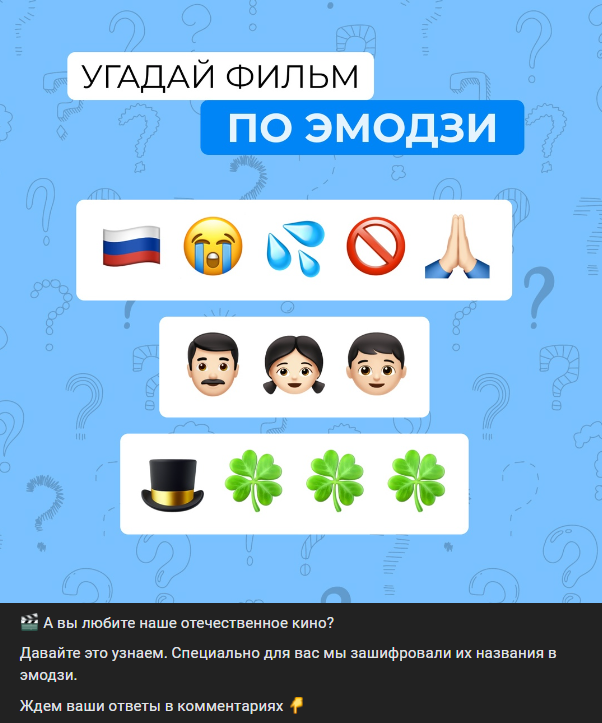 УГАДАЙ ФИЛЬМ
ПО ЭМОДЗИ
🎬 А вы любите наше отечественное кино?
Давайте это узнаем. Специально для вас мы зашифровали их названия в
эмодзи.
Ждем ваши ответы в комментариях 👇